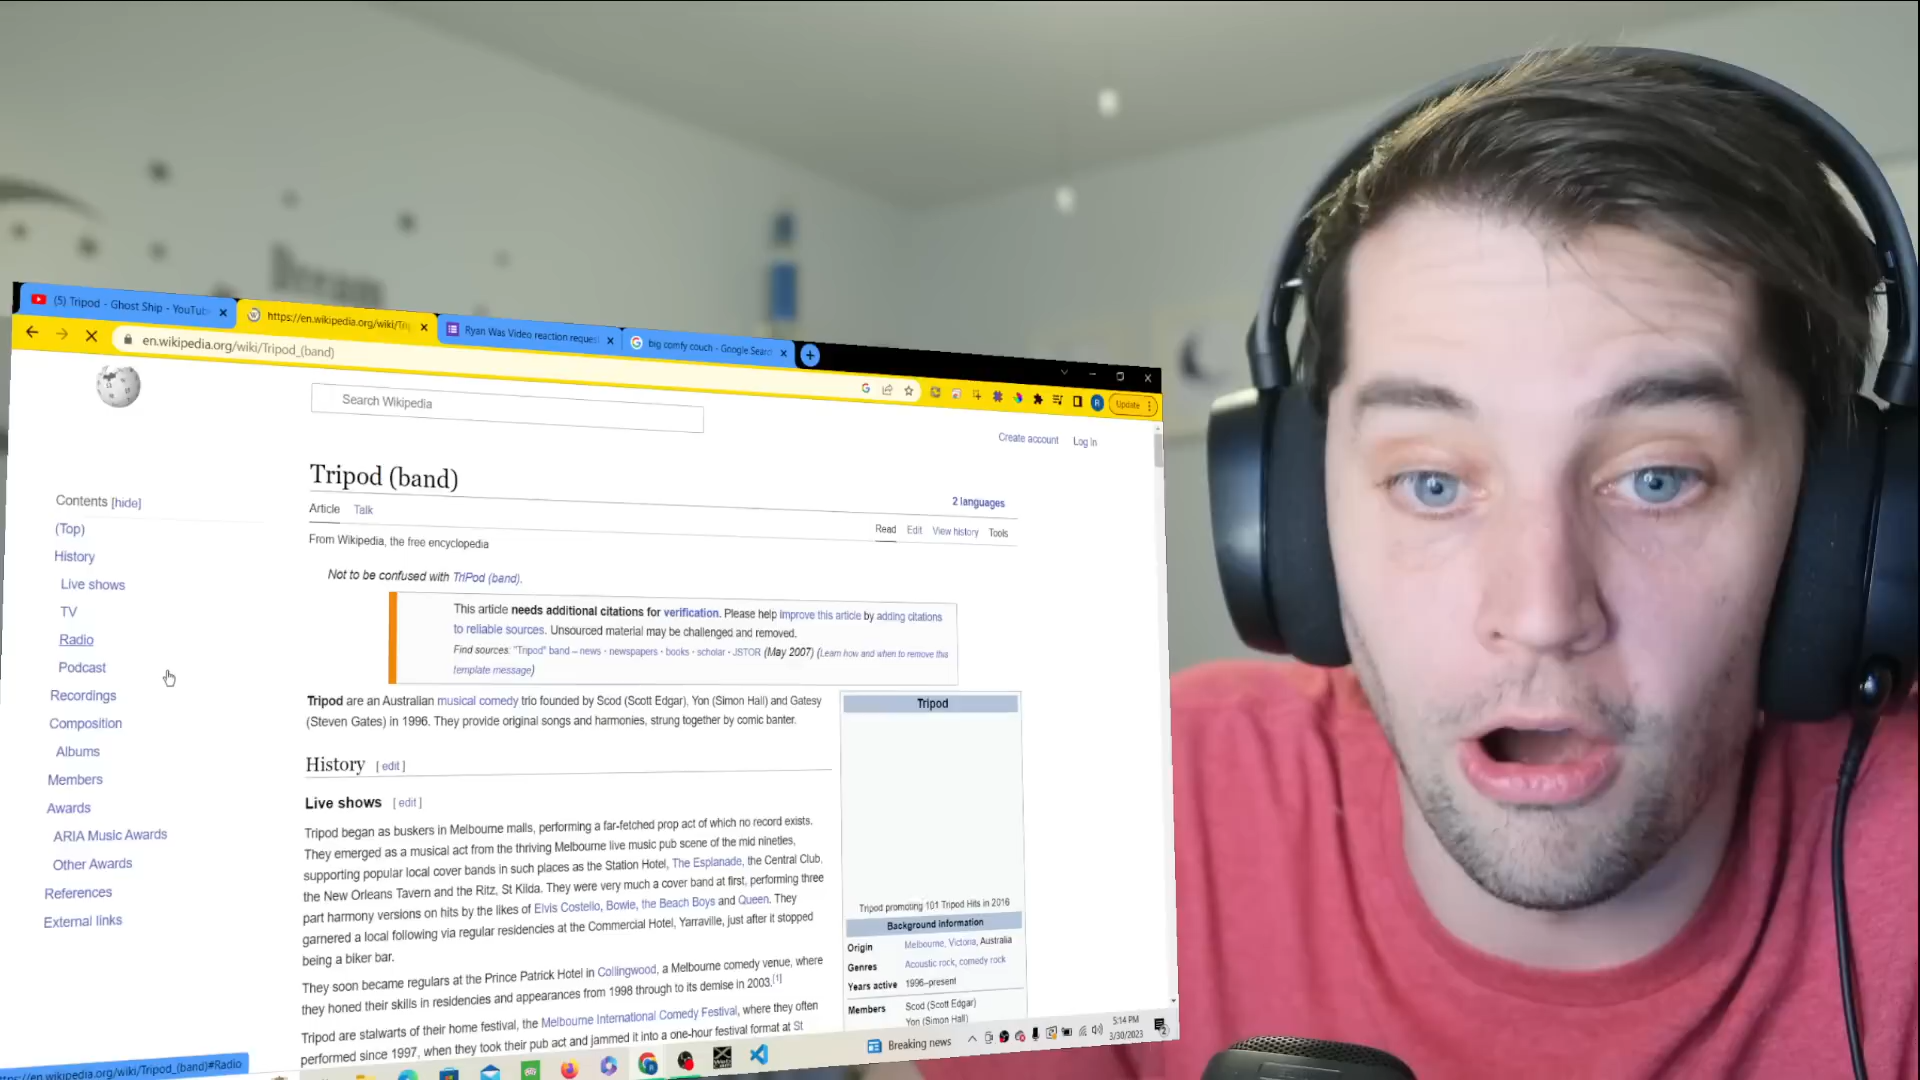 Dream
(5) Tripod - Ghost Ship - YouTub
https://en.wikipedia.org/wiki/Tri
Ryan Was Video reaction reques
big comfy couch - Google Searc
en.wikipedia.org/wiki/Tripod_(band)
Update
Search Wikipedia
Create account Log in
Contents [hide]
(Top)
History
Live shows
TV
Radio
Podcast
Recordings
Composition
Albums
Members
Awards
ARIA Music Awards
Other Awards
References
External links
Tripod (band)
2 languages
Article Talk
Read Edit View history Tools
From Wikipedia, the free encyclopedia
Not to be confused with TriPod (band).
This article needs additional citations for verification. Please help improve this article by adding citations
to reliable sources. Unsourced material may be challenged and removed.
Find sources: "Tripod" band – news · newspapers · books · scholar · JSTOR (May 2007) (Learn how and when to remove this
template message)
Tripod are an Australian musical comedy trio founded by Scod (Scott Edgar), Yon (Simon Hall) and Gatesy
(Steven Gates) in 1996. They provide original songs and harmonies, strung together by comic banter.
History [ edit ]
Live shows [ edit ]
Tripod began as buskers in Melbourne malls, performing a far-fetched prop act of which no record exists.
They emerged as a musical act from the thriving Melbourne live music pub scene of the mid nineties,
supporting popular local cover bands in such places as the Station Hotel, The Esplanade, the Central Club,
the New Orleans Tavern and the Ritz, St Kilda. They were very much a cover band at first, performing three
part harmony versions on hits by the likes of Elvis Costello, Bowie, the Beach Boys and Queen. They
garnered a local following via regular residencies at the Commercial Hotel, Yarraville, just after it stopped
being a biker bar.
They soon became regulars at the Prince Patrick Hotel in Collingwood, a Melbourne comedy venue, where
they honed their skills in residencies and appearances from 1998 through to its demise in 2003.[1]
Tripod are stalwarts of their home festival, the Melbourne International Comedy Festival, where they often
performed since 1997, when they took their pub act and jammed it into a one-hour festival format at St
Tripod
Tripod promoting 101 Tripod Hits in 2016
Background information
Origin Melbourne, Victoria, Australia
Genres Acoustic rock, comedy rock
Years active 1996–present
Members Scod (Scott Edgar)
Yon (Simon Hall)
ttps://en.wikipedia.org/wiki/Tripod_(band)#Radio
Breaking news
5:14 PM
3/30/2023
2